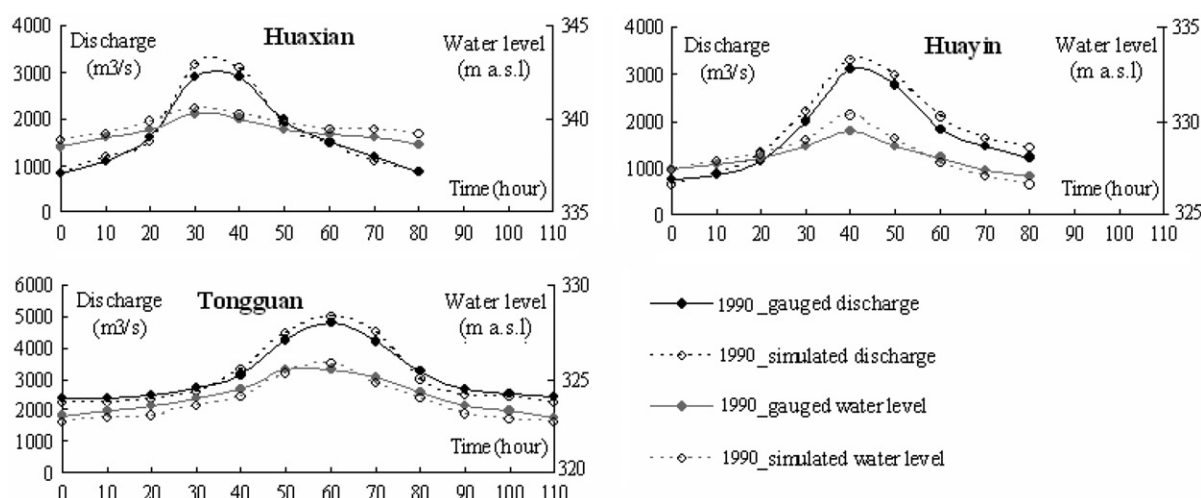 4000 Discharge Huaxian Water level 345
(m3/s) (m a.s.l)
3000
2000 340
1000
Time (hour)
0 335
0 10 20 30 40 50 60 70 80 90 100 110
4000 Discharge Huayin Water level 335
3000 (m3/s) (m a.s.l)
2000 330
1000
Time (hour)
0 325
0 10 20 30 40 50 60 70 80 90 100 110
6000 Discharge Tongguan Water level 330
5000 (m3/s) (m a.s.l)
4000
3000 325
2000
1000 Time (hour)
0 320
0 10 20 30 40 50 60 70 80 90 100 110
1990_gauged discharge
1990_simulated discharge
1990_gauged water level
1990_simulated water level